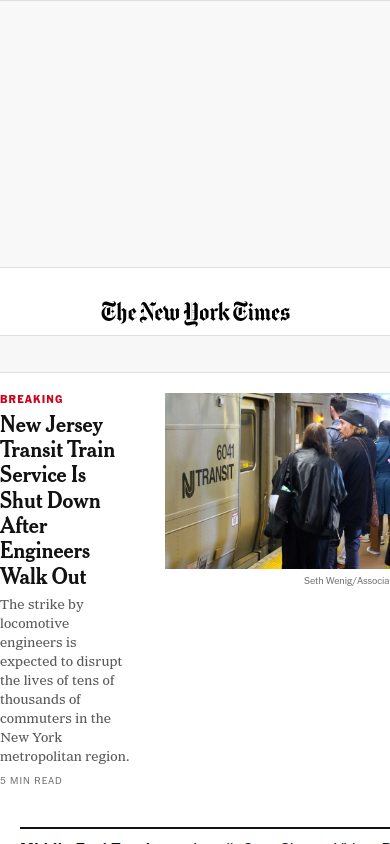 The New York Times
BREAKING
New Jersey
Transit Train
Service Is
Shut Down
After
Engineers
Walk Out
6041
NJ TRANSIT
Seth Wenig/Associa
The strike by
locomotive
engineers is
expected to disrupt
the lives of tens of
thousands of
commuters in the
New York
metropolitan region.
5 MIN READ